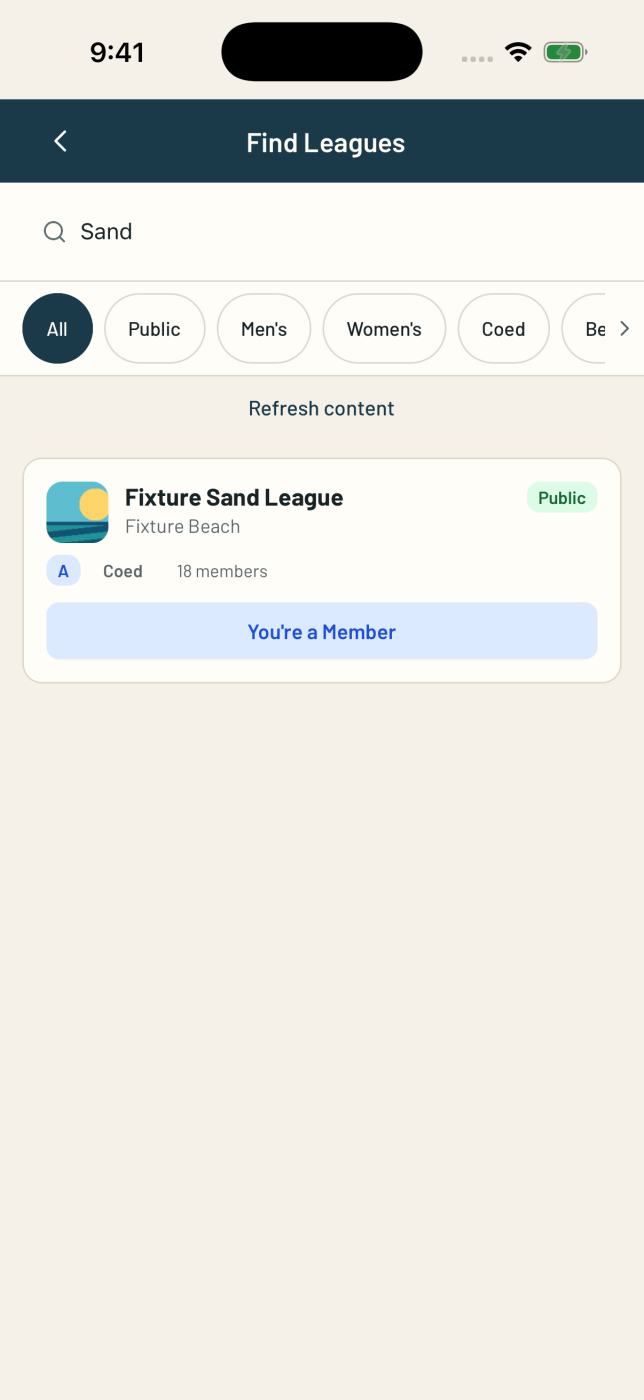 9:41
Find Leagues
Sand
All Public Men's Women's Coed Be
Refresh content
Fixture Sand League Public
Fixture Beach
A Coed 18 members
You're a Member